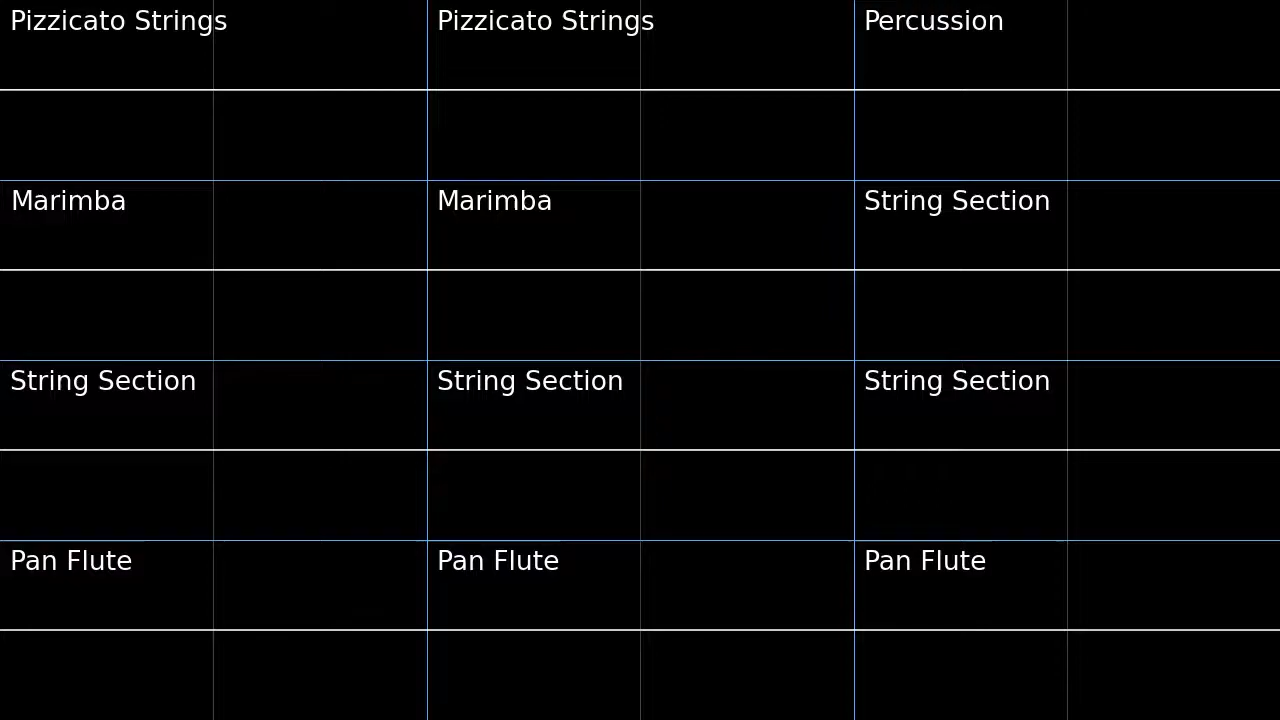 Pizzicato Strings
Pizzicato Strings
Percussion
Marimba
Marimba
String Section
String Section
String Section
String Section
Pan Flute
Pan Flute
Pan Flute